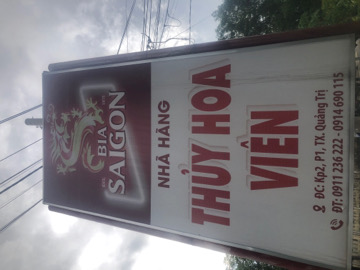 BIA
SAIGON
NHÀ HÀNG
THỦY HOA
VIÊN
ĐC: Kp2, P1, TX. Quảng Trị
ĐT: 0911 236 222 - 0914 690 115